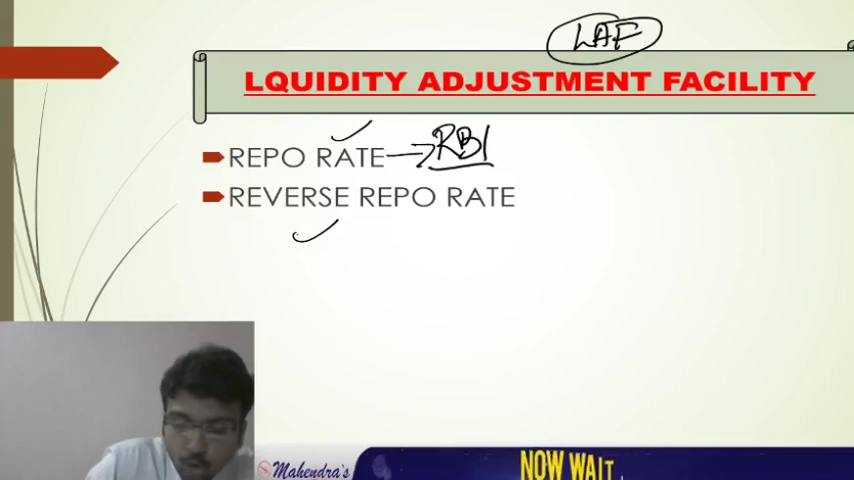 LAF
LQUIDITY ADJUSTMENT FACILITY
REPO RATE → RBI
REVERSE REPO RATE
Mahendra's
NOW WAIT.